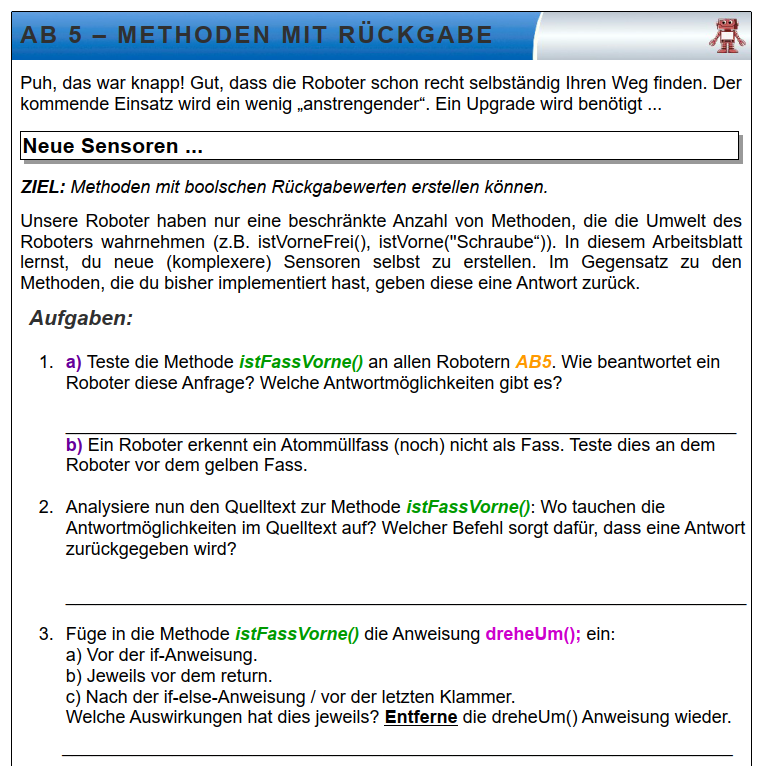 AB 5 – METHODEN MIT RÜCKGABE
Puh, das war knapp! Gut, dass die Roboter schon recht selbständig Ihren Weg finden. Der
kommende Einsatz wird ein wenig „anstrengender“. Ein Upgrade wird benötigt ...
Neue Sensoren ...
ZIEL: Methoden mit boolschen Rückgabewerten erstellen können.
Unsere Roboter haben nur eine beschränkte Anzahl von Methoden, die die Umwelt des
Roboters wahrnehmen (z.B. istVorneFrei(), istVorne("Schraube“)). In diesem Arbeitsblatt
lernst, du neue (komplexere) Sensoren selbst zu erstellen. Im Gegensatz zu den
Methoden, die du bisher implementiert hast, geben diese eine Antwort zurück.
Aufgaben:
1. a) Teste die Methode istFassVorne() an allen Robotern AB5. Wie beantwortet ein
Roboter diese Anfrage? Welche Antwortmöglichkeiten gibt es?
b) Ein Roboter erkennt ein Atommüllfass (noch) nicht als Fass. Teste dies an dem
Roboter vor dem gelben Fass.
2. Analysiere nun den Quelltext zur Methode istFassVorne(): Wo tauchen die
Antwortmöglichkeiten im Quelltext auf? Welcher Befehl sorgt dafür, dass eine Antwort
zurückgegeben wird?
3. Füge in die Methode istFassVorne() die Anweisung dreheUm(); ein:
a) Vor der if-Anweisung.
b) Jeweils vor dem return.
c) Nach der if-else-Anweisung / vor der letzten Klammer.
Welche Auswirkungen hat dies jeweils? Entferne die dreheUm() Anweisung wieder.